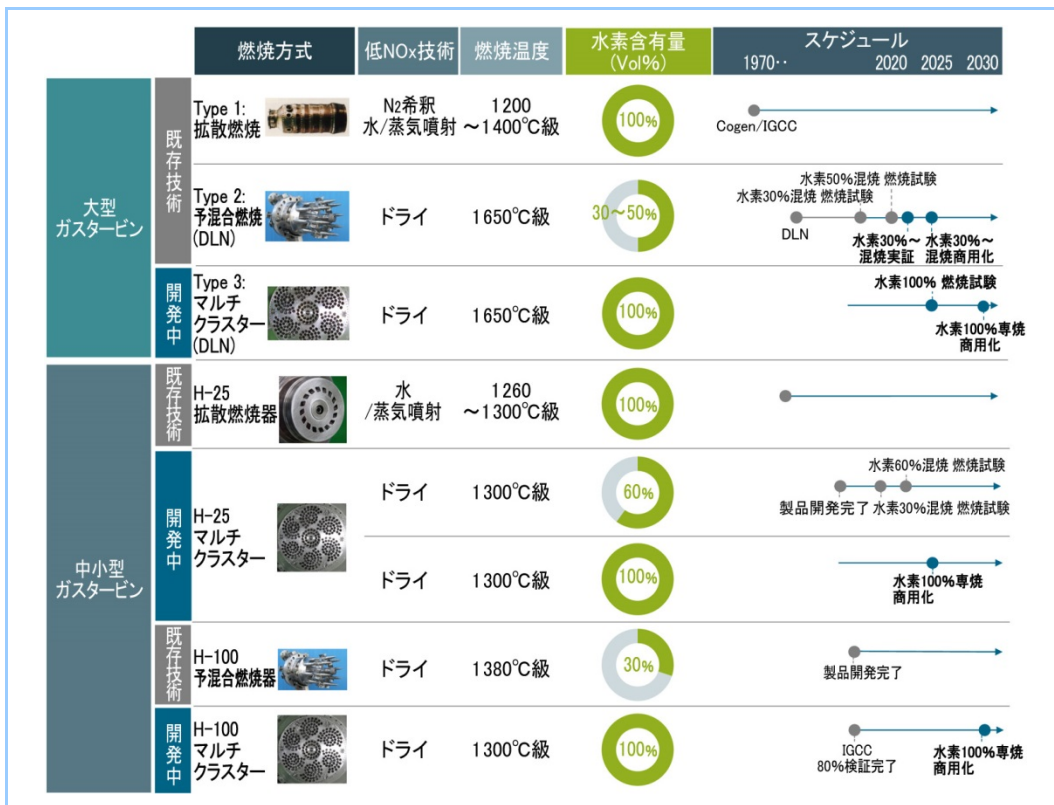 燃焼方式
低NOx技術
燃焼温度
水素含有量
(Vol%)
スケジュール
1970‥ 2020 2025 2030
大型
ガスタービン
既存技術
Type 1:
拡散燃焼
N2希釈
水/蒸気噴射
1200
～1400℃級
100%
Cogen/IGCC
Type 2:
予混合燃焼
(DLN)
ドライ
1650℃級
30～50%
水素50%混焼 燃焼試験
水素30%混焼 燃焼試験
DLN
水素30%～
混焼実証
水素30%～
混焼商用化
開発中
Type 3:
マルチ
クラスター
(DLN)
ドライ
1650℃級
100%
水素100% 燃焼試験
水素100%専焼
商用化
中小型
ガスタービン
既存技術
H-25
拡散燃焼器
水
/蒸気噴射
1260
～1300℃級
100%
開発中
H-25
マルチ
クラスター
ドライ
1300℃級
60%
水素60%混焼 燃焼試験
製品開発完了
水素30%混焼 燃焼試験
ドライ
1300℃級
100%
水素100%専焼
商用化
既存技術
H-100
予混合燃焼器
ドライ
1380℃級
30%
製品開発完了
開発中
H-100
マルチ
クラスター
ドライ
1300℃級
100%
IGCC
80%検証完了
水素100%専焼
商用化